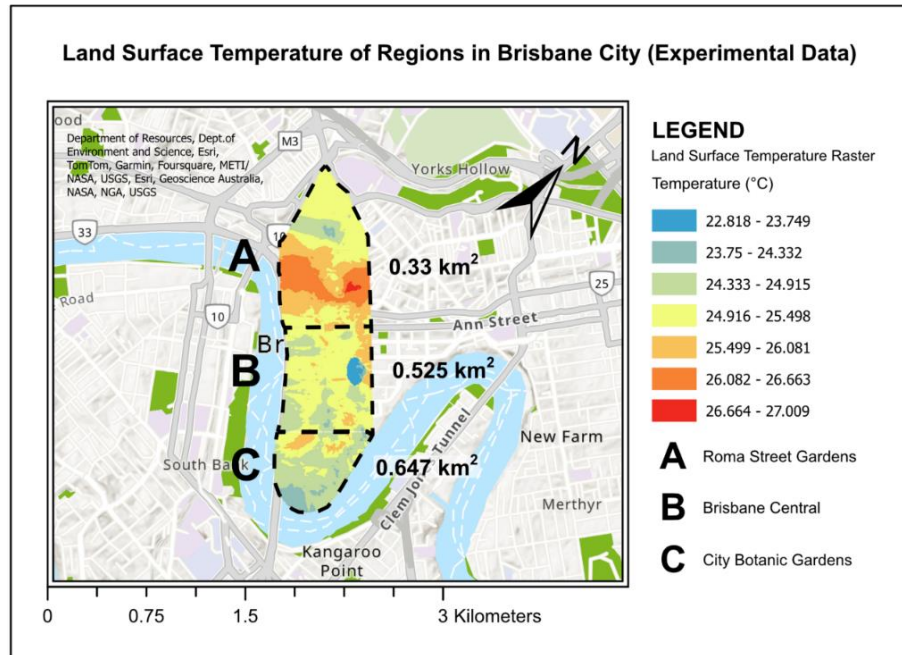 Land Surface Temperature of Regions in Brisbane City (Experimental Data)
ood
Department of Resources, Dept.of
Environment and Science, Esri,
TomTom, Garmin, Foursquare, METI/
NASA, USGS, Esri, Geoscience Australia,
NASA, NGA, USGS
M3
Yorks Hollow
N
33
10
A
0.33 km²
25
Road
10
Ann Street
Br
B
0.525 km²
C
0.647 km²
South Bank
New Farm
Clem Jones Tunnel
Merthyr
Kangaroo
Point
0
0.75
1.5
3 Kilometers
LEGEND
Land Surface Temperature Raster
Temperature (°C)
22.818 - 23.749
23.75 - 24.332
24.333 - 24.915
24.916 - 25.498
25.499 - 26.081
26.082 - 26.663
26.664 - 27.009
A Roma Street Gardens
B Brisbane Central
C City Botanic Gardens